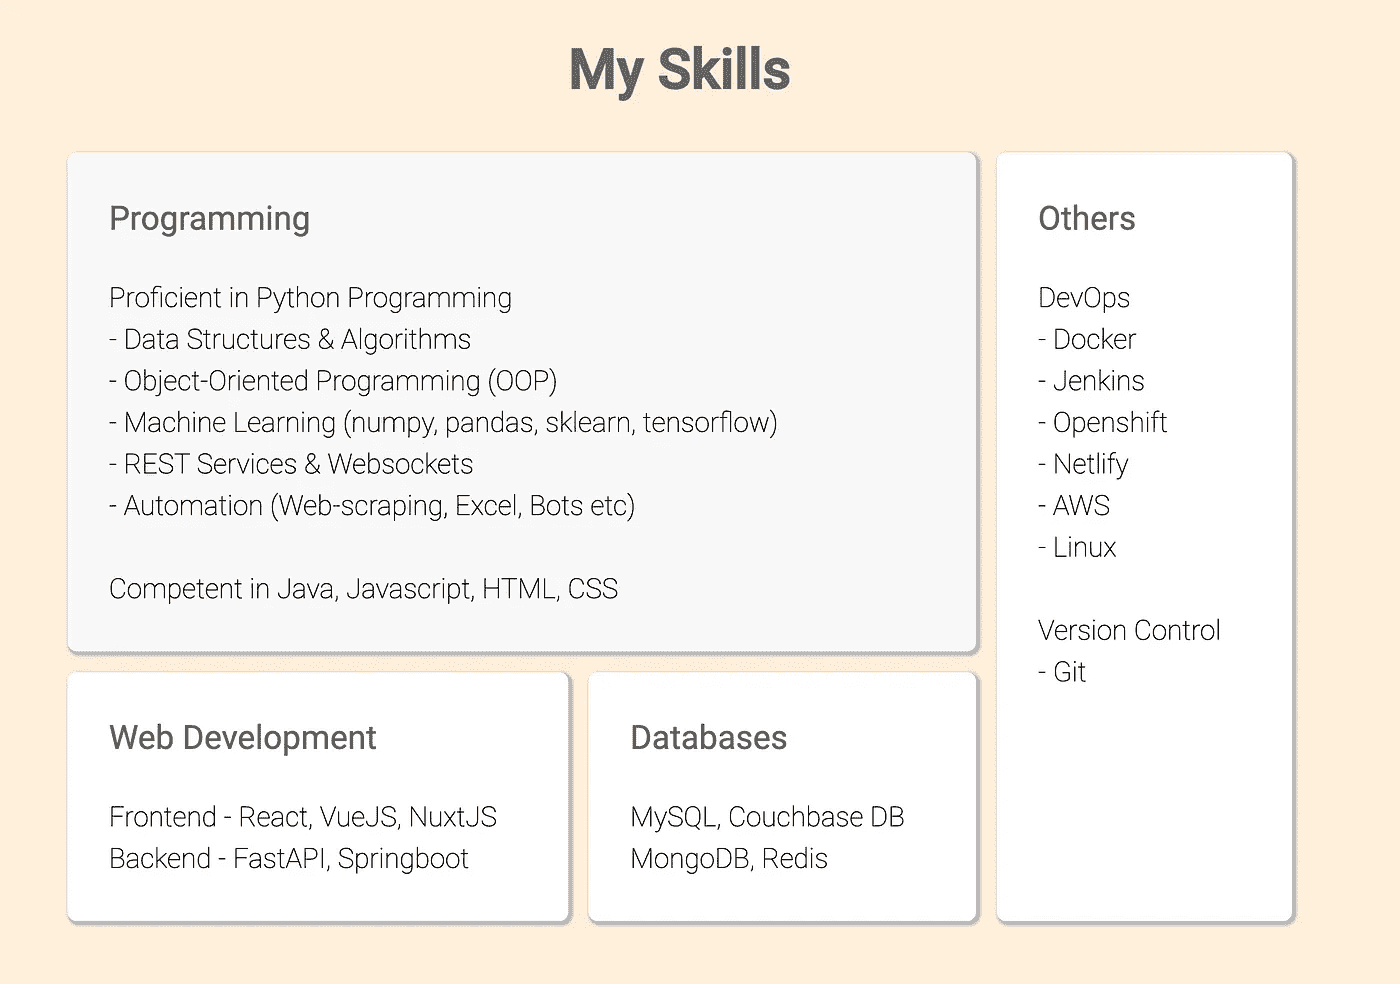 My Skills
Programming
Proficient in Python Programming
- Data Structures & Algorithms
- Object-Oriented Programming (OOP)
- Machine Learning (numpy, pandas, sklearn, tensorflow)
- REST Services & Websockets
- Automation (Web-scraping, Excel, Bots etc)
Competent in Java, Javascript, HTML, CSS
Others
DevOps
- Docker
- Jenkins
- Openshift
- Netlify
- AWS
- Linux
Version Control
- Git
Web Development
Frontend - React, VueJS, NuxtJS
Backend - FastAPI, Springboot
Databases
MySQL, Couchbase DB
MongoDB, Redis